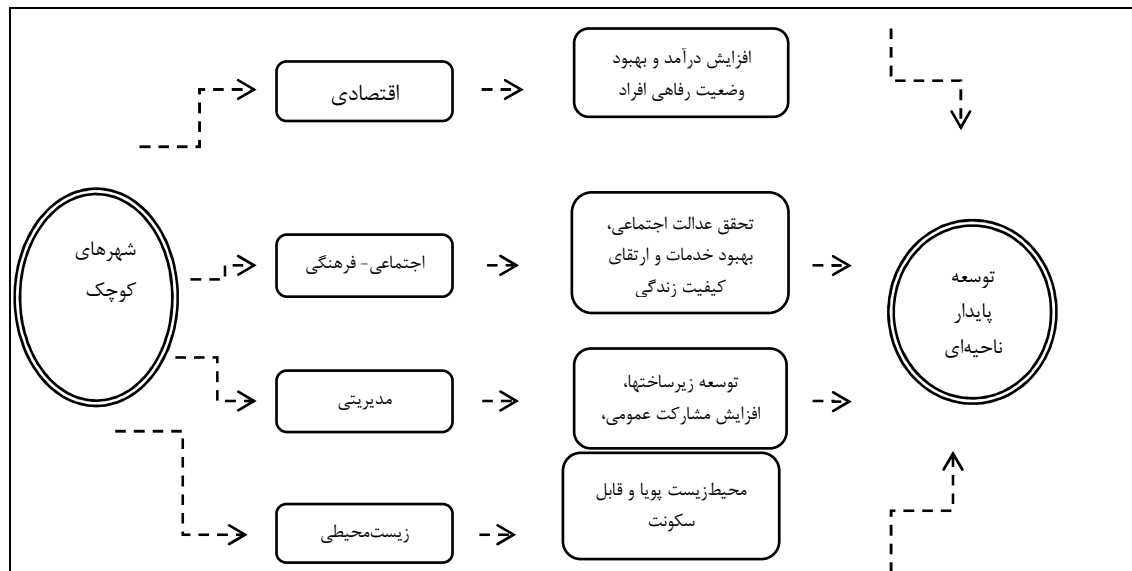 شهرهای
کوچک
اقتصادی
افزایش درآمد و بهبود
وضعیت رفاهی افراد
اجتماعی- فرهنگی
تحقق عدالت اجتماعی،
بهبود خدمات و ارتقای
کیفیت زندگی
مدیریتی
توسعه زیرساختها،
افزایش مشارکت عمومی،
زیست‌محیطی
محیط‌زیست پویا و قابل
سکونت
توسعه
پایدار
ناحیه‌ای